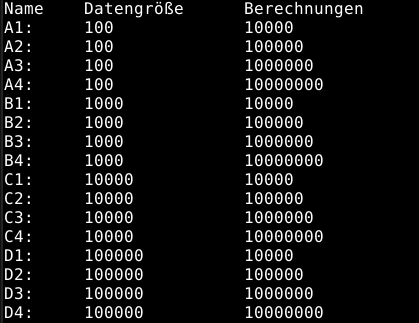 Name Datengröße Berechnungen
A1: 100 10000
A2: 100 100000
A3: 100 1000000
A4: 100 10000000
B1: 1000 10000
B2: 1000 100000
B3: 1000 1000000
B4: 1000 10000000
C1: 10000 10000
C2: 10000 100000
C3: 10000 1000000
C4: 10000 10000000
D1: 100000 10000
D2: 100000 100000
D3: 100000 1000000
D4: 100000 10000000